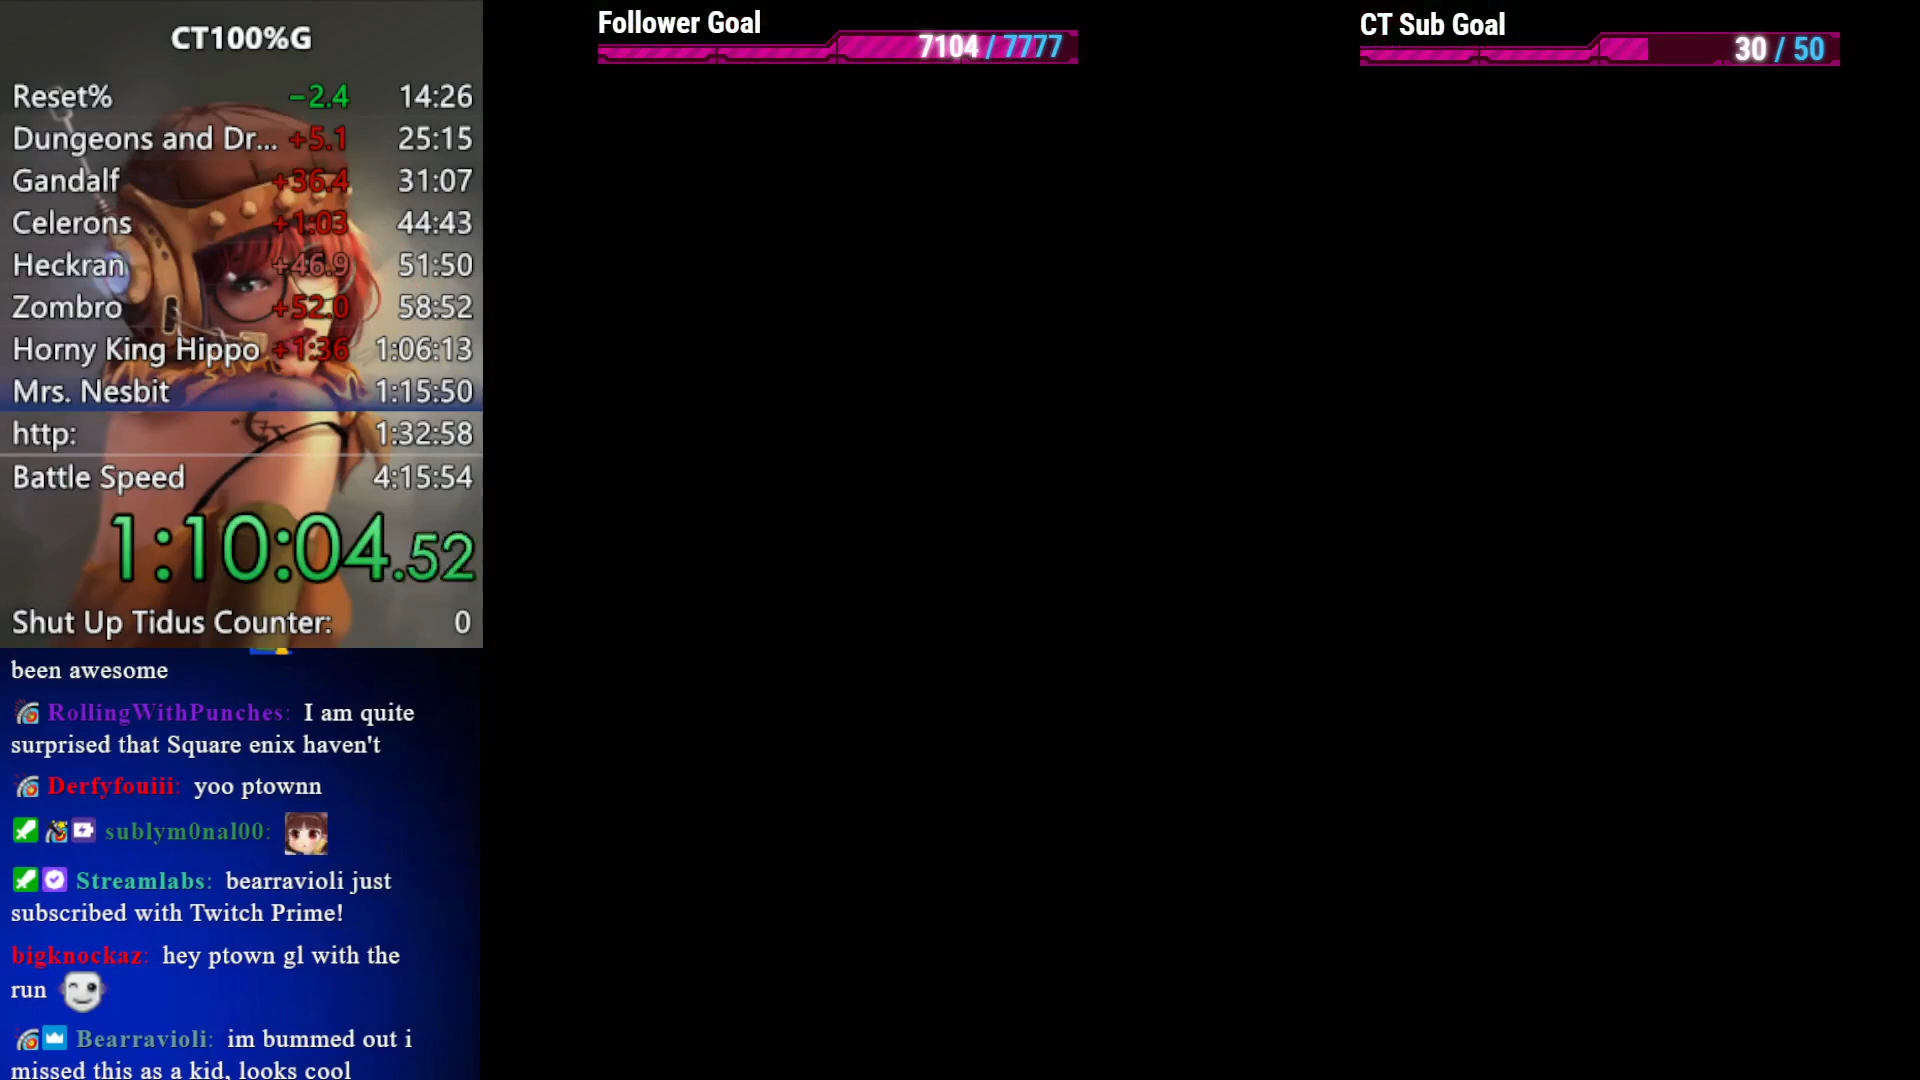 CT100%G
Reset% −2.4 14:26
Dungeons and Dr... +5.1 25:15
Gandalf +36.4 31:07
Celerons +1:03 44:43
Heckran +46.9 51:50
Zombro +52.0 58:52
Horny King Hippo +1:36 1:06:13
Mrs. Nesbit 1:15:50
http: 1:32:58
Battle Speed 4:15:54
1:10:04.52
Shut Up Tidus Counter: 0
been awesome
RollingWithPunches: I am quite
surprised that Square enix haven't
Derfyfouiii: yoo ptownn
sublym0nal00:
Streamlabs: bearravioli just
subscribed with Twitch Prime!
bigknockaz: hey ptown gl with the
run
Bearravioli: im bummed out i
missed this as a kid, looks cool
Follower Goal
7104 / 7777
CT Sub Goal
30 / 50